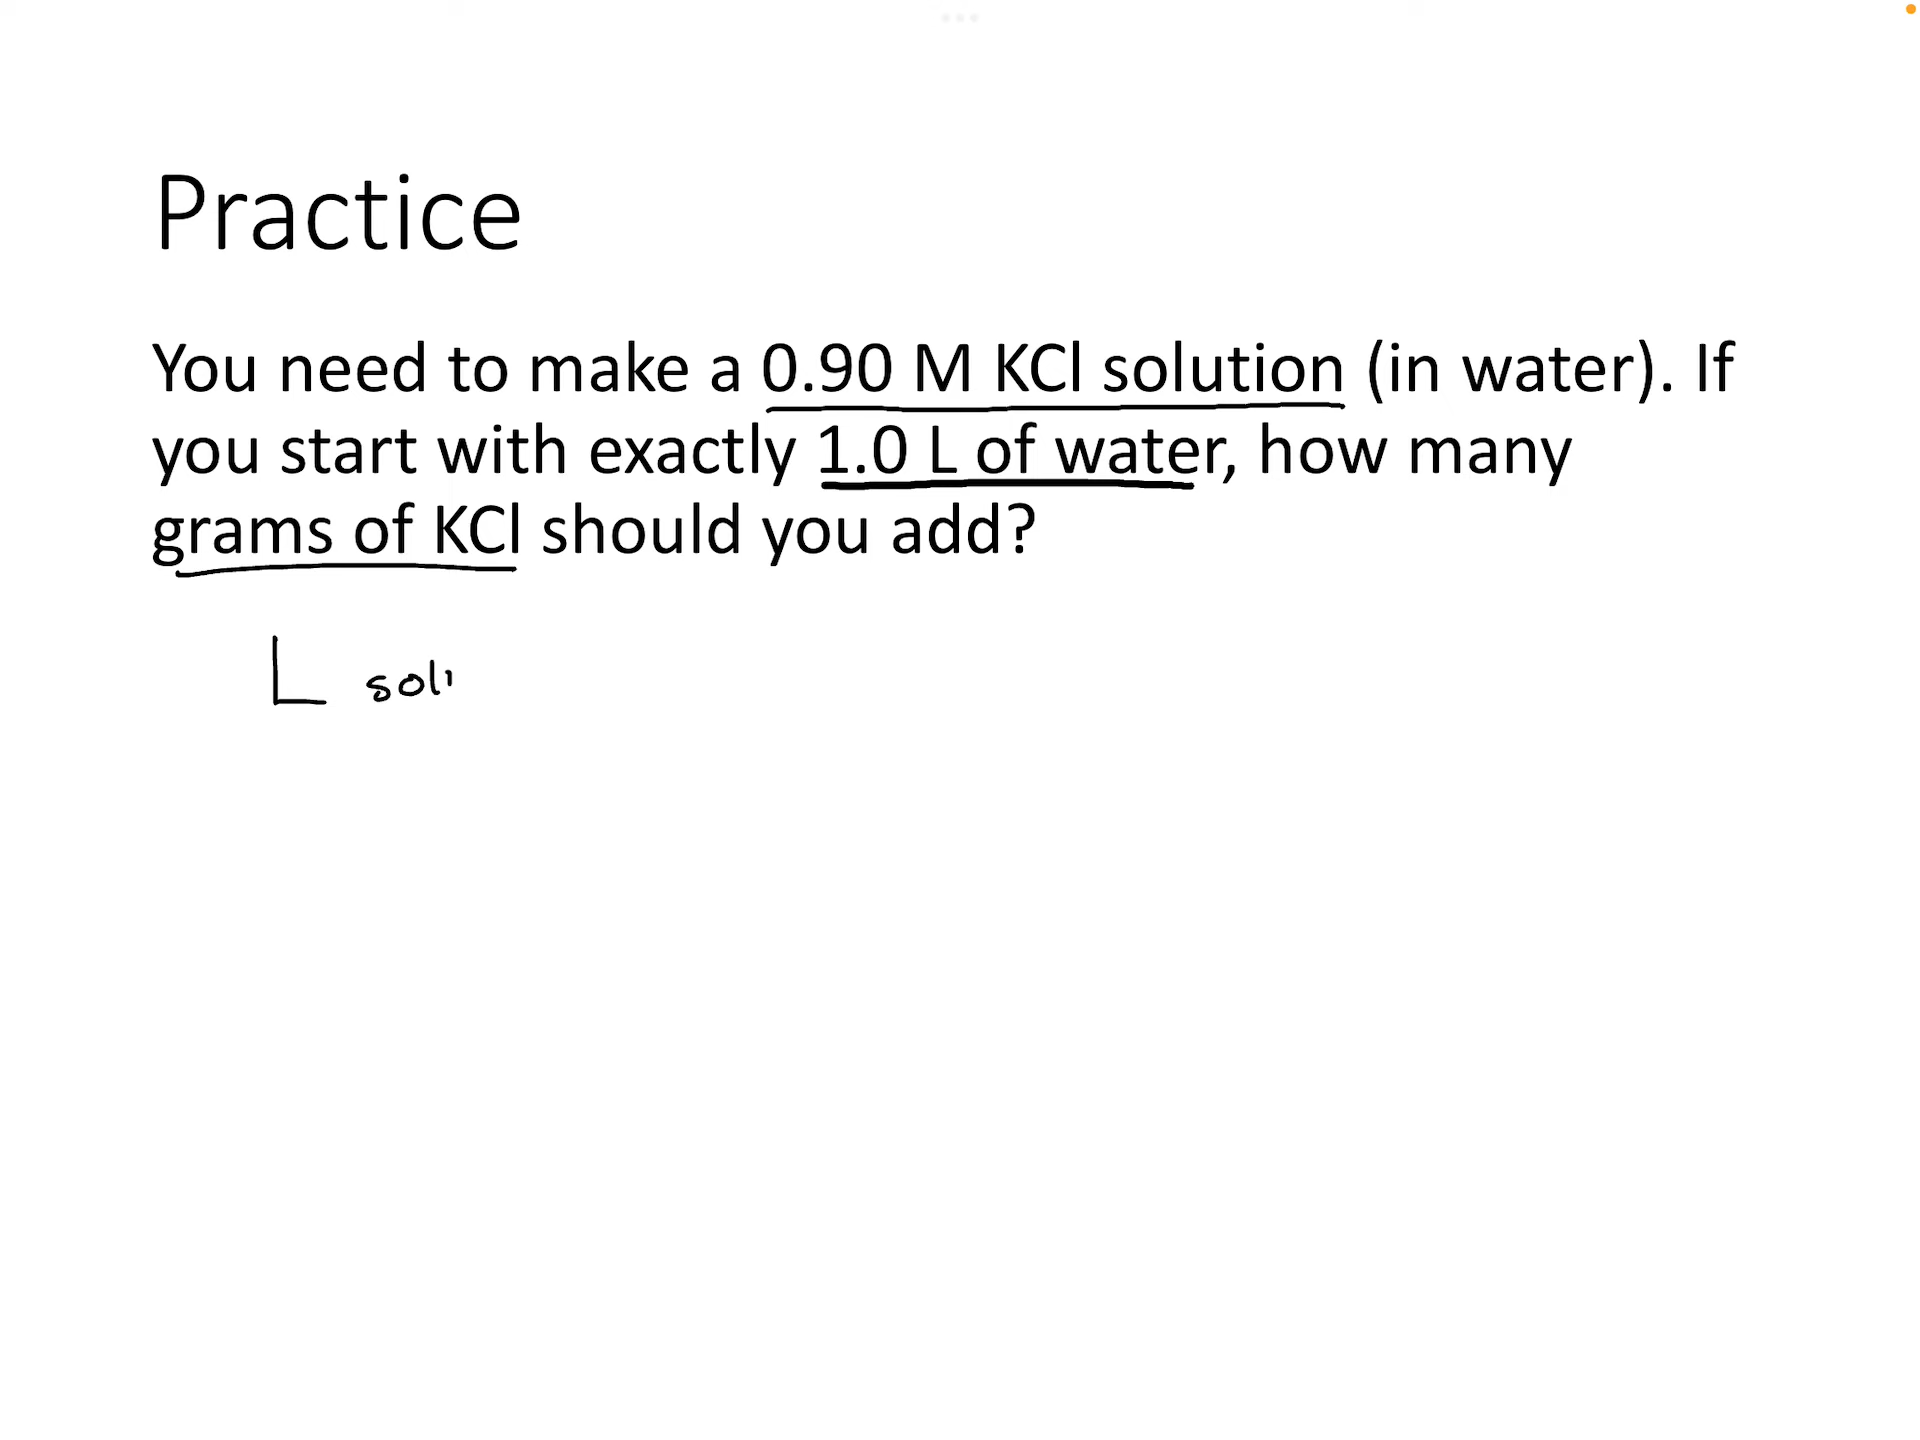 Practice
You need to make a 0.90 M KCl solution (in water). If
you start with exactly 1.0 L of water, how many
grams of KCl should you add?
L sol